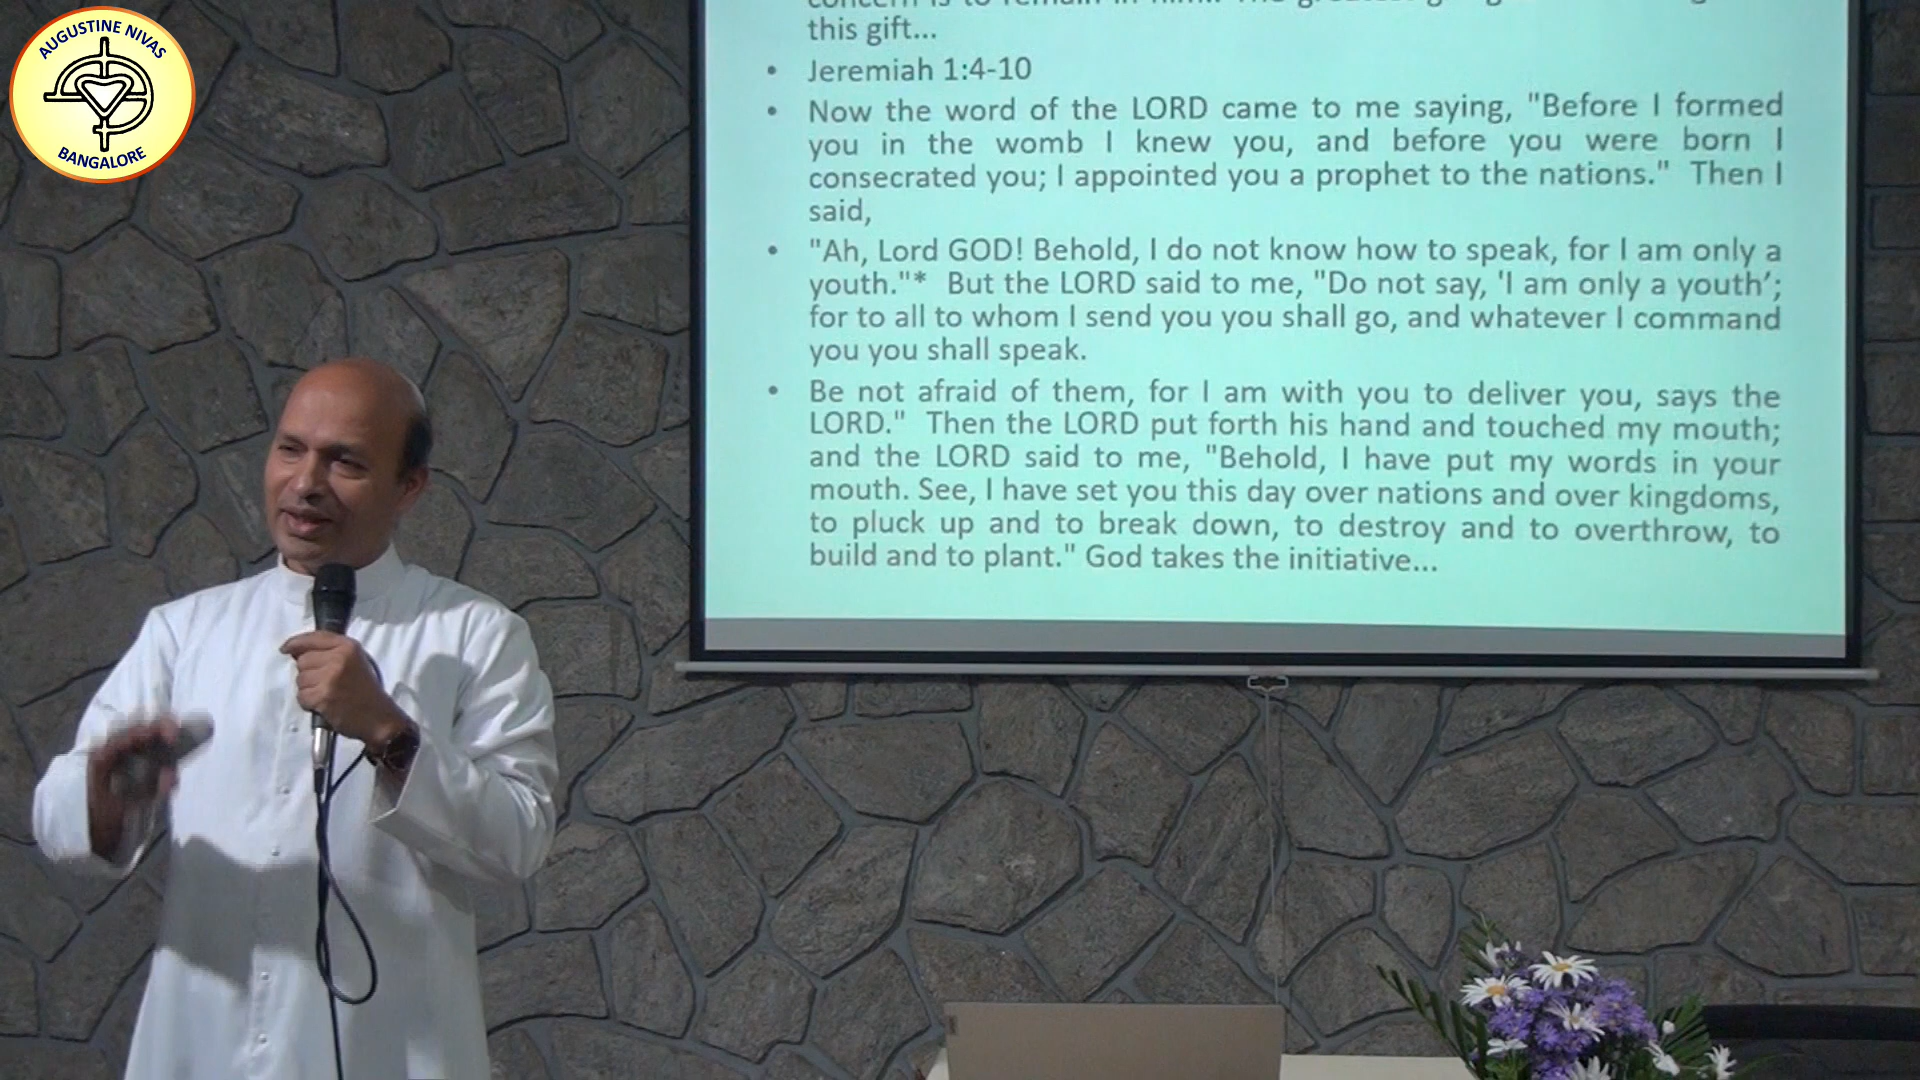 AUGUSTINE NIVAS
BANGALORE
this gift...
• Jeremiah 1:4-10
• Now the word of the LORD came to me saying, "Before I formed
you in the womb I knew you, and before you were born I
consecrated you; I appointed you a prophet to the nations." Then I
said,
• "Ah, Lord GOD! Behold, I do not know how to speak, for I am only a
youth."* But the LORD said to me, "Do not say, 'I am only a youth’;
for to all to whom I send you you shall go, and whatever I command
you you shall speak.
• Be not afraid of them, for I am with you to deliver you, says the
LORD." Then the LORD put forth his hand and touched my mouth;
and the LORD said to me, "Behold, I have put my words in your
mouth. See, I have set you this day over nations and over kingdoms,
to pluck up and to break down, to destroy and to overthrow, to
build and to plant." God takes the initiative...